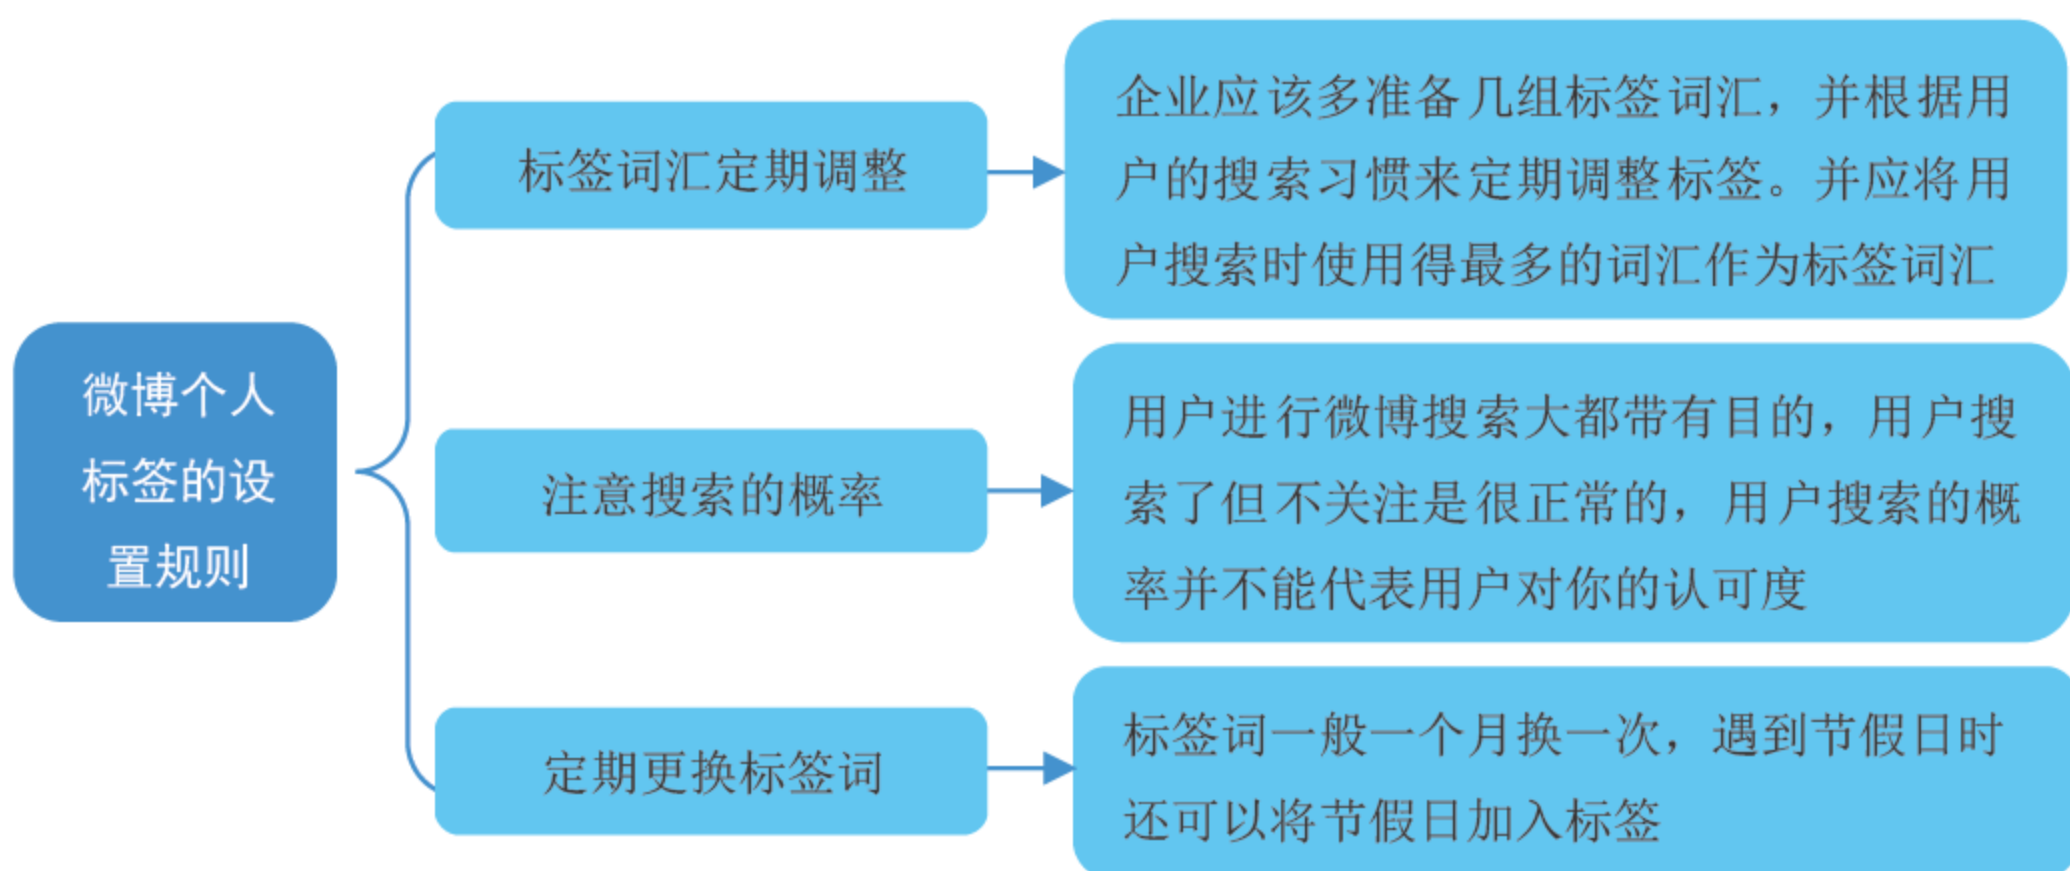 微博个人
标签的设
置规则
标签词汇定期调整
企业应该多准备几组标签词汇，并根据用
户的搜索习惯来定期调整标签。并应将用
户搜索时使用得最多的词汇作为标签词汇
注意搜索的概率
用户进行微博搜索大都带有目的，用户搜
索了但不关注是很正常的，用户搜索的概
率并不能代表用户对你的认可度
定期更换标签词
标签词一般一个月换一次，遇到节假日时
还可以将节假日加入标签